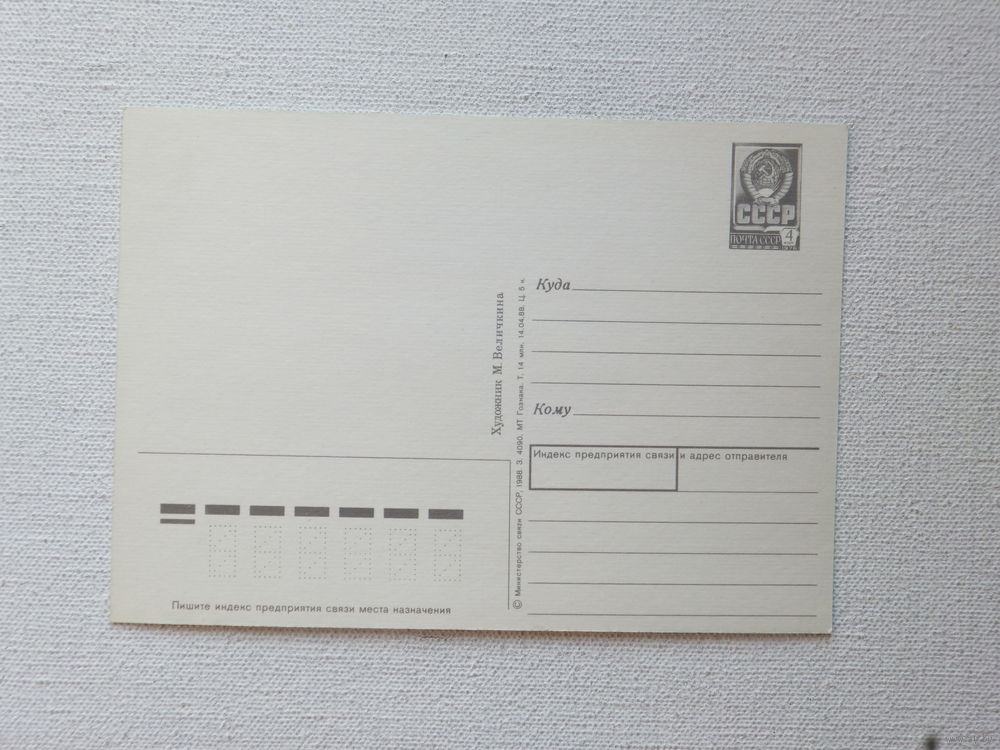 СССР
ПОЧТА СССР 4
Куда
Кому
Индекс предприятия связи и адрес отправителя
Художник М. Величкина
© Министерство связи СССР, 1988. З. 4090. МТ Гознака. Т. 14 млн. 14.04.88. Ц. 5 к.
Пишите индекс предприятия связи места назначения